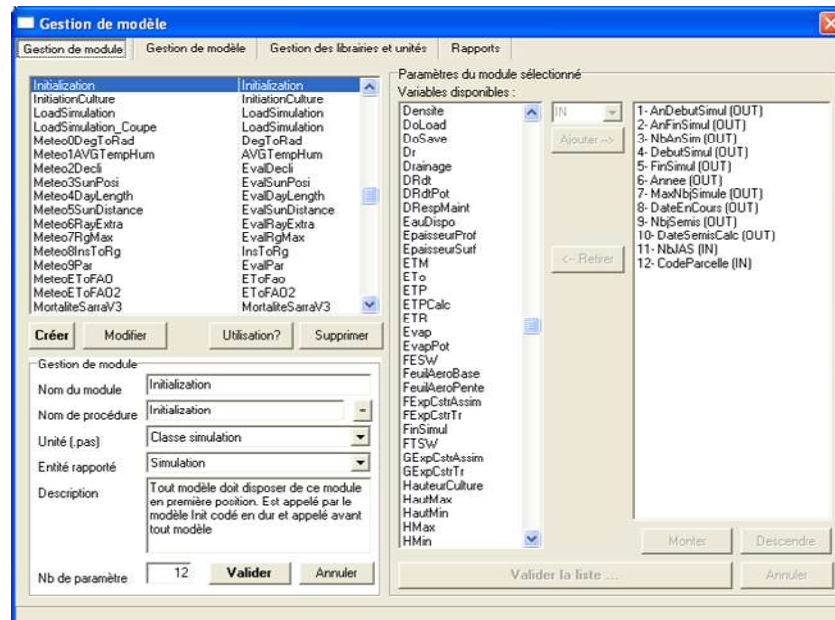 Gestion de modèle
Gestion de module Gestion de modèle Gestion des librairies et unités Rapports
Initialization Initialization
InitiationCulture InitiationCulture
LoadSimulation LoadSimulation
LoadSimulation_Coupe LoadSimulation
Meteo0DegToRad DegToRad
Meteo1AVGTempHum AVGTempHum
Meteo2Decli EvalDecli
Meteo3SunPosi EvalSunPosi
Meteo4DayLength EvalDayLength
Meteo5SunDistance EvalSunDistance
Meteo6RayExtra EvalRayExtra
Meteo7RgMax EvalRgMax
Meteo8InsToRg InsToRg
Meteo9Par EvalPar
MeteoEToFAO EToFao
MeteoEToFAO2 EToFAO2
MortaliteSarraV3 MortaliteSarraV3
Créer Modifier Utilisation? Supprimer
Gestion de module
Nom du module Initialization
Nom de procédure Initialization -
Unité (.pas) Classe simulation
Entité rapporté Simulation
Description Tout modèle doit disposer de ce module
en première position. Est appelé par le
modèle Init codé en dur et appelé avant
tout modèle
Nb de paramètre 12 Valider Annuler
Paramètres du module sélectionné
Variables disponibles :
Densite
DoLoad
DoSave
Dr
Drainage
DRdt
DRdtPot
DRespMaint
EauDispo
EpaisseurProf
EpaisseurSurf
ETM
ETo
ETP
ETPCalc
ETR
Evap
EvapPot
FESW
FeuilAeroBase
FeuilAeroPente
FExpCstrAssim
FExpCstrTr
FinSimul
FTSW
GExpCstrAssim
GExpCstrTr
HauteurCulture
HautMax
HautMin
HMax
HMin
IN
Ajouter -->
<-- Retirer
1- AnDebutSimul (OUT)
2- AnFinSimul (OUT)
3- NbAnSim (OUT)
4- DebutSimul (OUT)
5- FinSimul (OUT)
6- Annee (OUT)
7- MaxNbjSimule (OUT)
8- DateEnCours (OUT)
9- NbjSemis (OUT)
10- DateSemisCalc (OUT)
11- NbJAS (IN)
12- CodeParcelle (IN)
Monter Descendre
Valider la liste ... Annuler